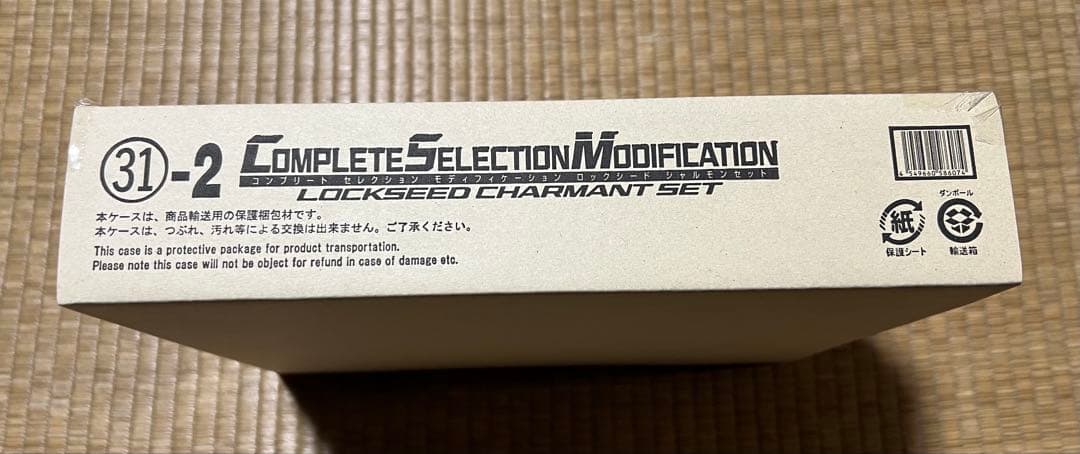 ㉛-2 COMPLETE SELECTION MODIFICATION
コンプリート セレクション モディフィケーション ロックシード シャルモンセット
LOCKSEED CHARMANT SET
本ケースは、商品輸送用の保護梱包材です。
本ケースは、つぶれ、汚れ等による交換は出来ません。ご了承ください。
This case is a protective package for product transportation.
Please note this case will not be object for refund in case of damage etc.
4 549660 586074
紙
保護シート
ダンボール
輸送箱